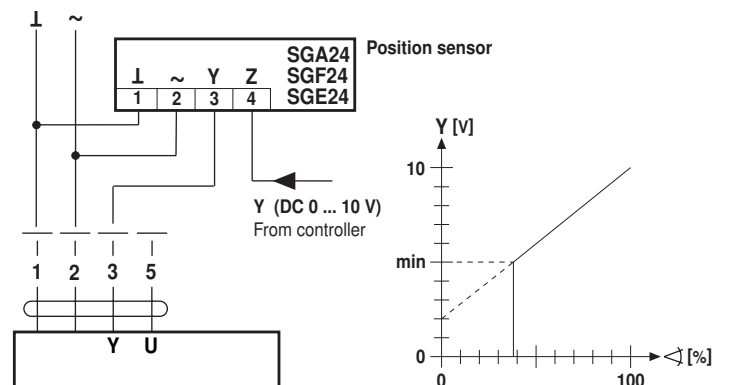 ⊥ ~
SGA24
SGF24
SGE24
Position sensor
⊥ ~ Y Z
1 2 3 4
Y (DC 0 ... 10 V)
From controller
1 2 3 5
Y U
Y [V]
10
min
0
0 100
[%]